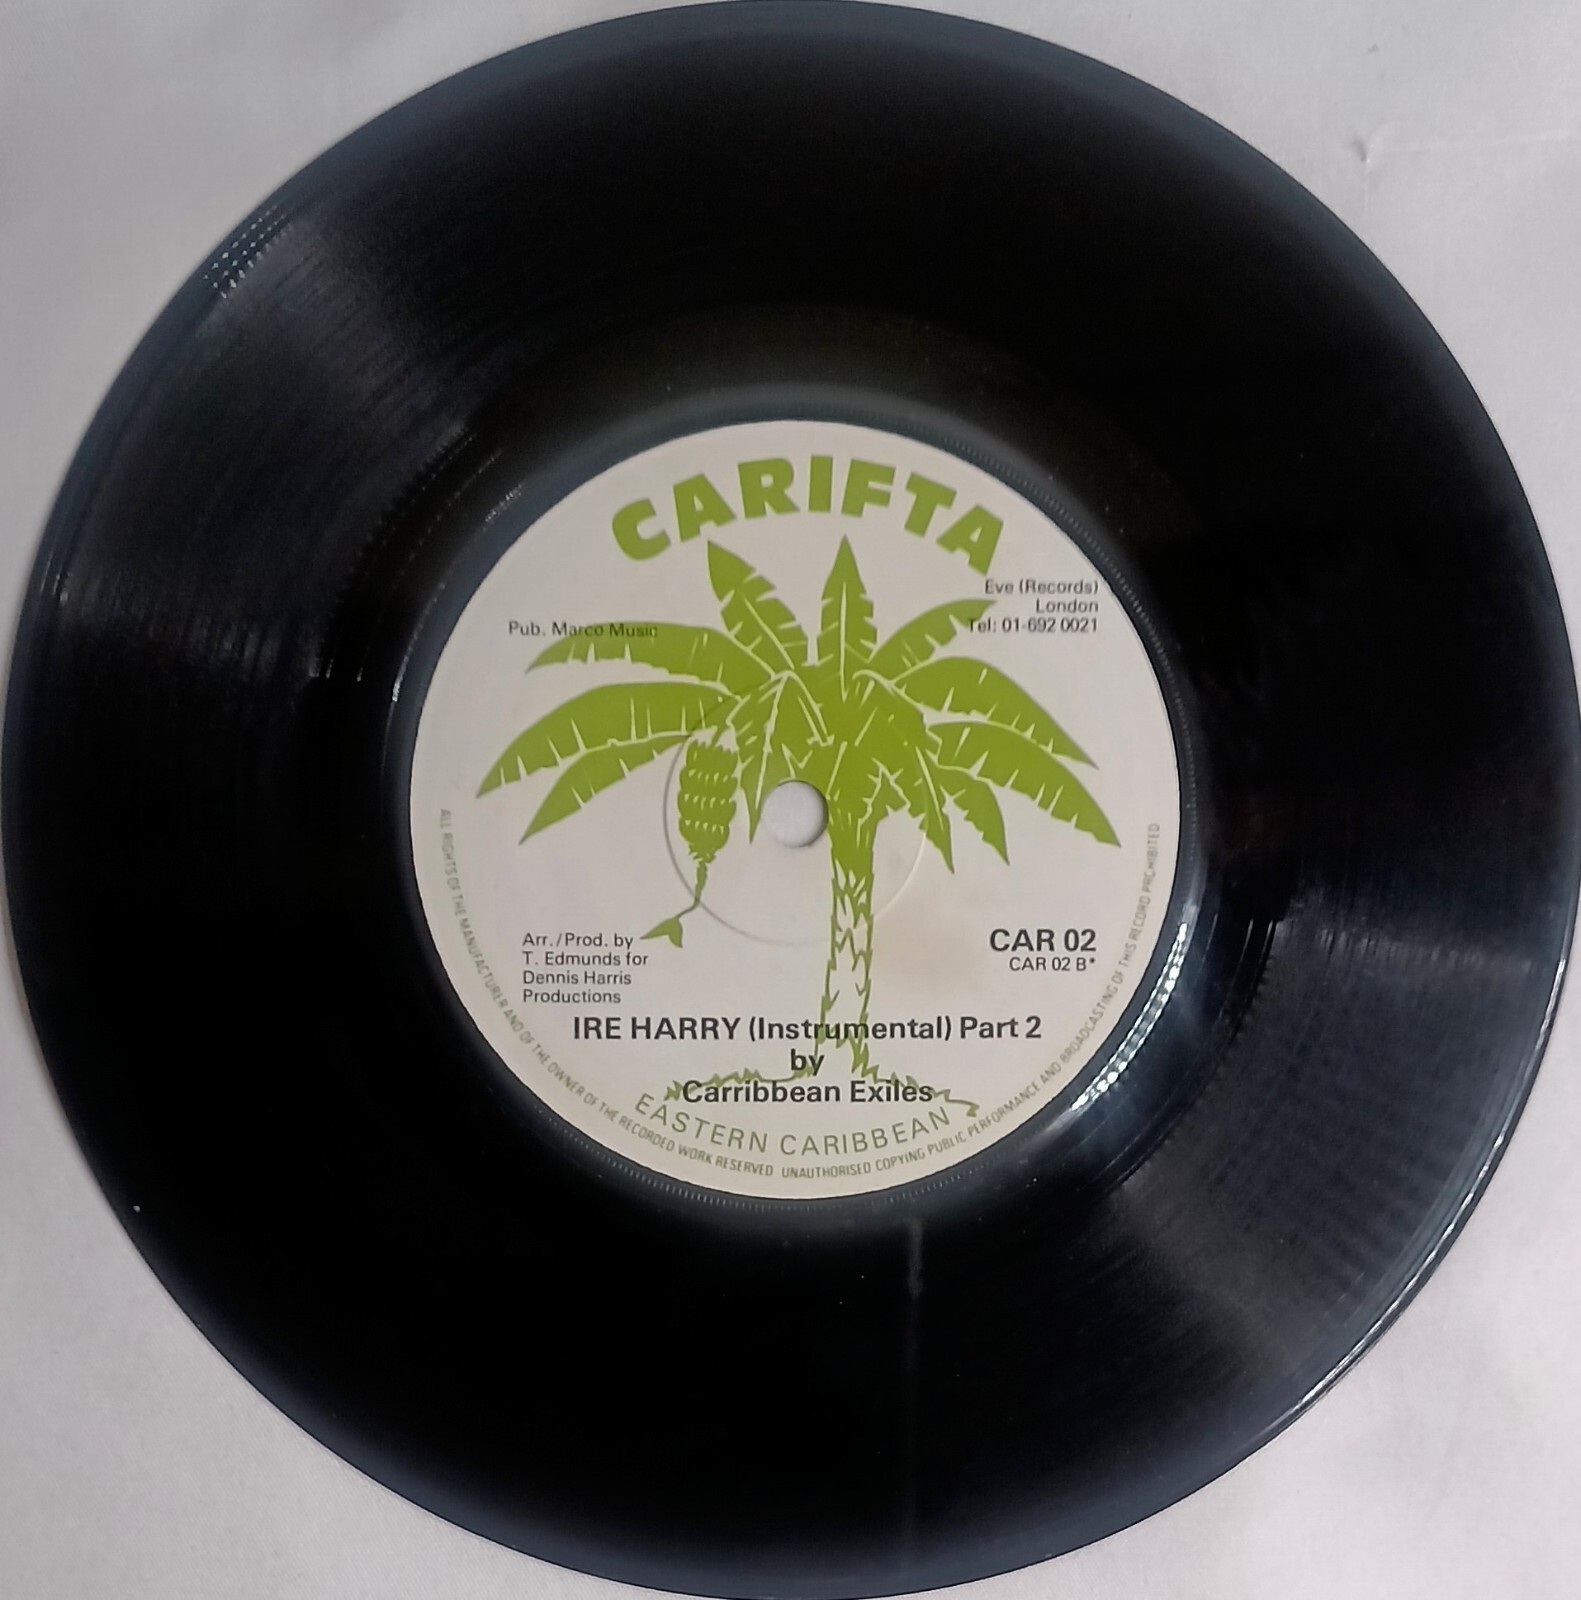 CARIFTA
Eve (Records)
London
Tel: 01-692 0021
Pub. Marco Music
Arr./Prod. by
T. Edmunds for
Dennis Harris
Productions
CAR 02
CAR 02 B*
IRE HARRY (Instrumental) Part 2
by
Carribbean Exiles
EASTERN CARIBBEAN
ALL RIGHTS OF THE MANUFACTURER AND OF THE OWNER OF THE RECORDED WORK RESERVED UNAUTHORISED COPYING PUBLIC PERFORMANCE AND BROADCASTING OF THIS RECORD PROHIBITED